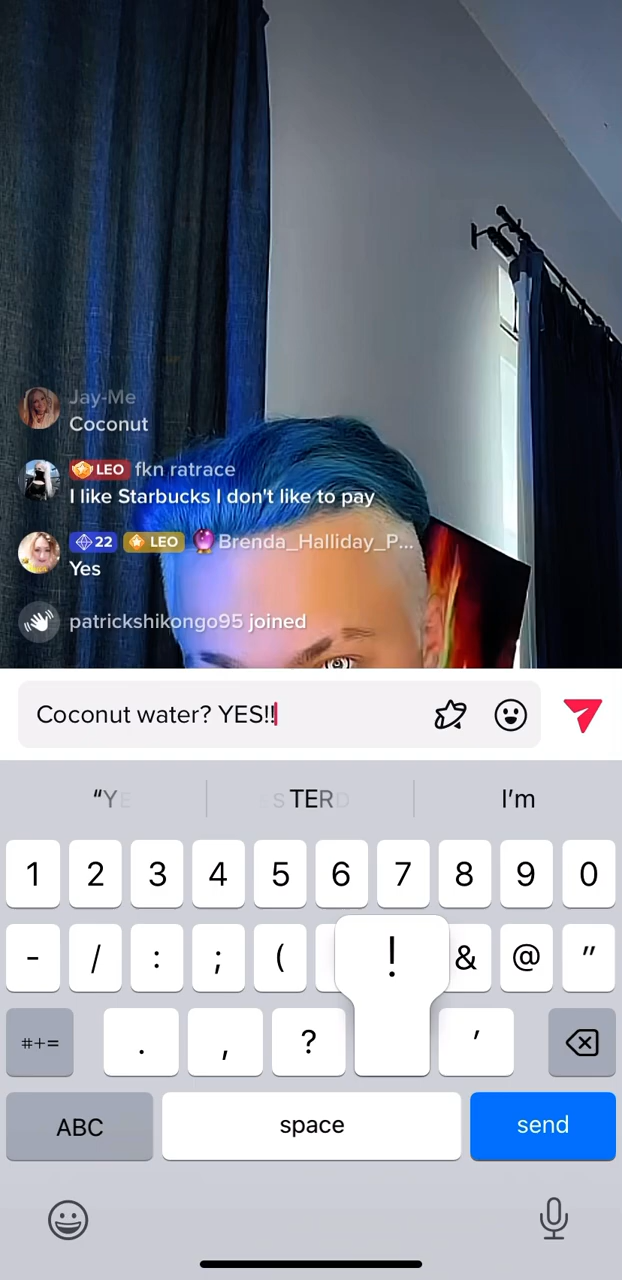 Jay-Me
Coconut
LEO fkn ratrace
I like Starbucks I don't like to pay
22 LEO Brenda_Halliday_P...
Yes
patrickshikongo95 joined
Coconut water? YES!!
I'm
1 2 3 4 5 6 7 8 9 0
- / : ; ( ! & @ "
#+= . , ? ' 
ABC space send